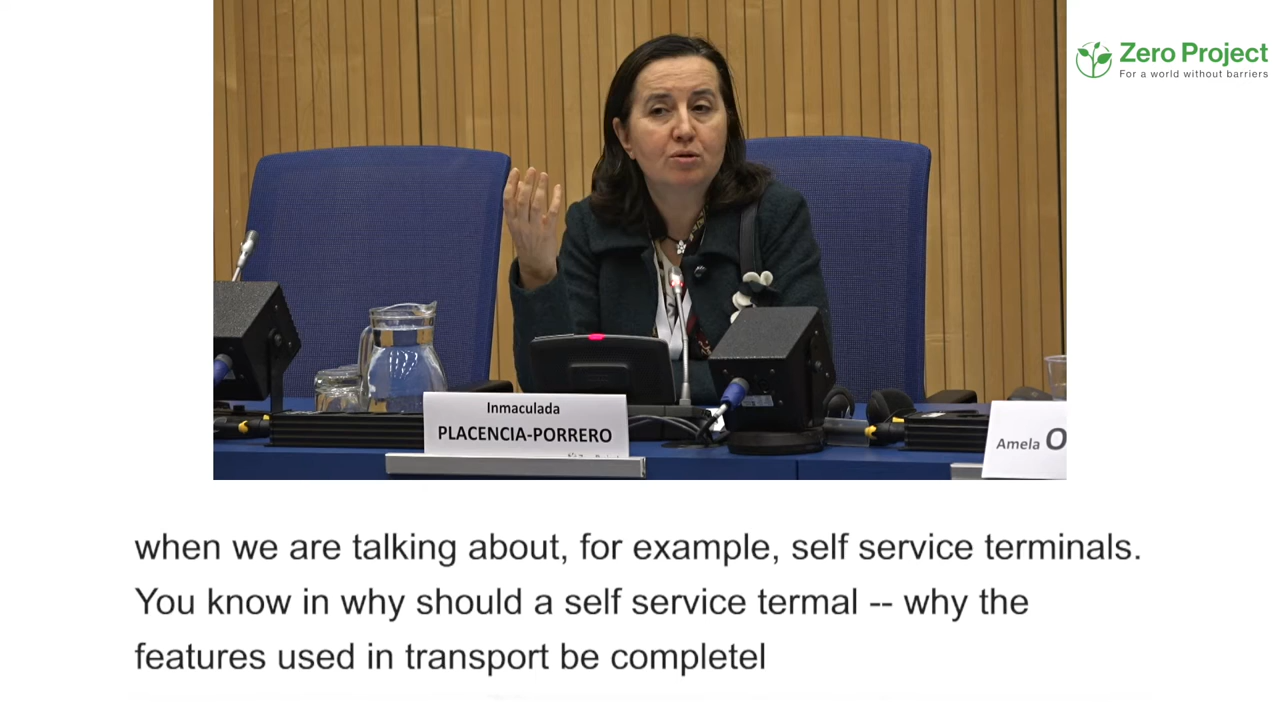 Zero Project
For a world without barriers
Inmaculada
PLACENCIA-PORRERO
Amela O
when we are talking about, for example, self service terminals.
You know in why should a self service termal -- why the
features used in transport be completel